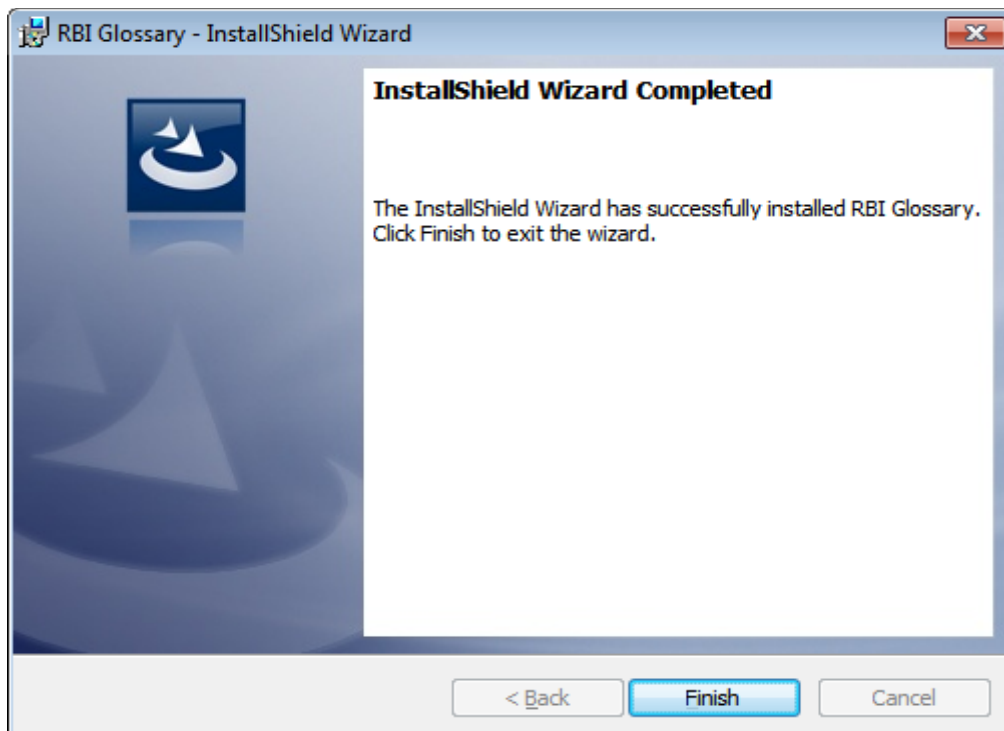 RBI Glossary - InstallShield Wizard
InstallShield Wizard Completed
The InstallShield Wizard has successfully installed RBI Glossary.
Click Finish to exit the wizard.
< Back
Finish
Cancel